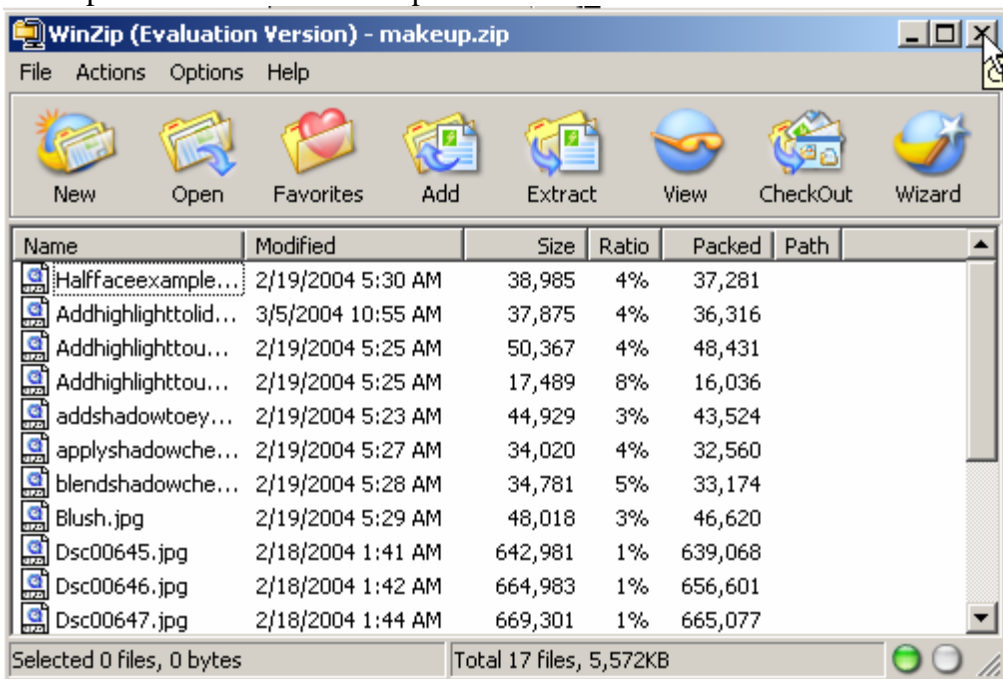 WinZip (Evaluation Version) - makeup.zip
File Actions Options Help
New Open Favorites Add Extract View CheckOut Wizard
Name Modified Size Ratio Packed Path
Halffaceexample... 2/19/2004 5:30 AM 38,985 4% 37,281
Addhighlighttolid... 3/5/2004 10:55 AM 37,875 4% 36,316
Addhighlighttou... 2/19/2004 5:25 AM 50,367 4% 48,431
Addhighlighttou... 2/19/2004 5:25 AM 17,489 8% 16,036
addshadowtoey... 2/19/2004 5:23 AM 44,929 3% 43,524
applyshadowche... 2/19/2004 5:27 AM 34,020 4% 32,560
blendshadowche... 2/19/2004 5:28 AM 34,781 5% 33,174
Blush.jpg 2/19/2004 5:29 AM 48,018 3% 46,620
Dsc00645.jpg 2/18/2004 1:41 AM 642,981 1% 639,068
Dsc00646.jpg 2/18/2004 1:42 AM 664,983 1% 656,601
Dsc00647.jpg 2/18/2004 1:44 AM 669,301 1% 665,077
Selected 0 files, 0 bytes Total 17 files, 5,572KB